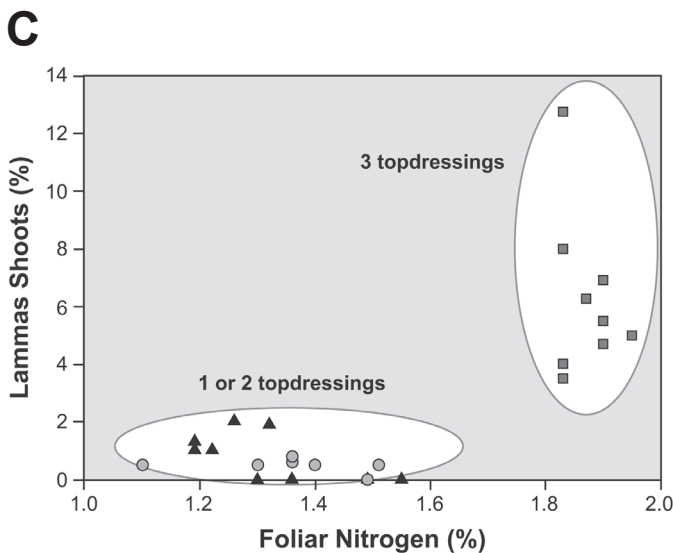 C
14
12
10
8
6
4
2
0
Lammas Shoots (%)
3 topdressings
1 or 2 topdressings
1.0 1.2 1.4 1.6 1.8 2.0
Foliar Nitrogen (%)